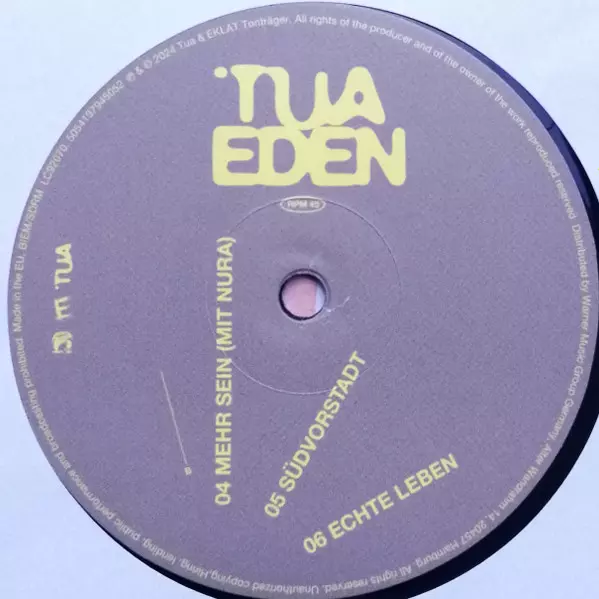 TUA
EDEN
RPM 45
04 MEHR SEIN (MIT NURA)
05 SÜDVORSTADT
06 ECHTE LEBEN
B
TUA
℗ & © 2024 Tua & EKLAT Tonträger. All rights of the producer and of the owner of the work reproduced reserved. Distributed by Warner Music Group Germany, Alter Wandrahm 14, 20457 Hamburg. All rights reserved. Unauthorized copying, hiring, lending, public performance and broadcasting prohibited. Made in the EU. BIEM/SDRM LC92070. 5054197945052